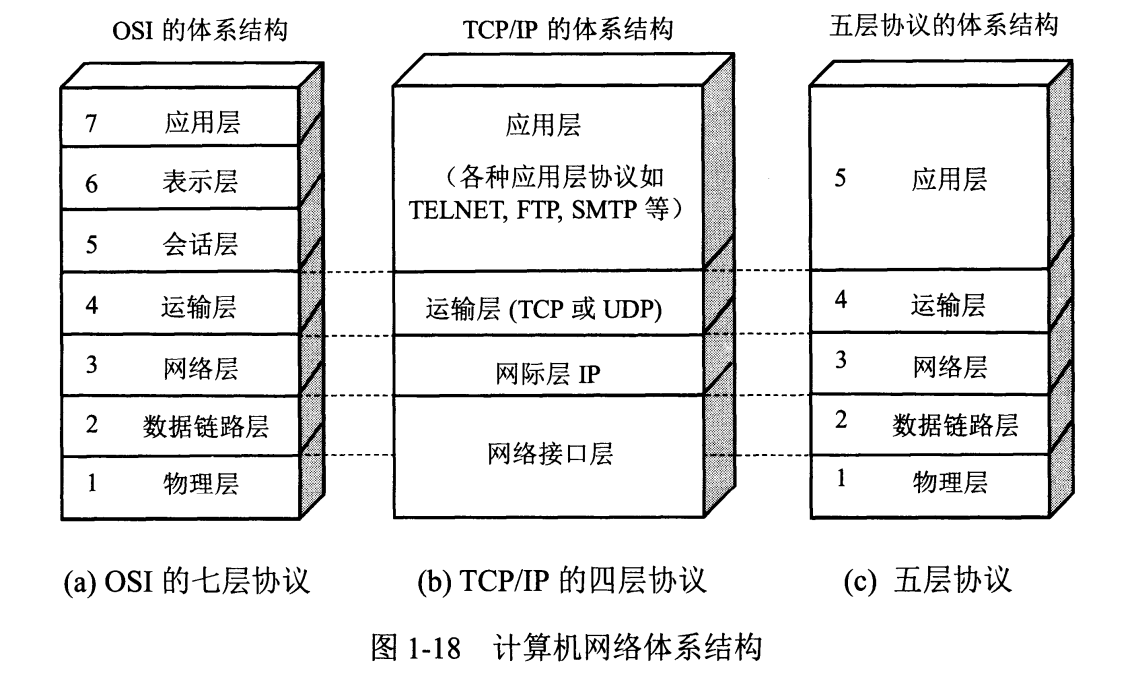 OSI 的体系结构
7 应用层
6 表示层
5 会话层
4 运输层
3 网络层
2 数据链路层
1 物理层
(a) OSI 的七层协议
TCP/IP 的体系结构
应用层
（各种应用层协议如
TELNET, FTP, SMTP 等）
运输层 (TCP 或 UDP)
网际层 IP
网络接口层
(b) TCP/IP 的四层协议
五层协议的体系结构
5 应用层
4 运输层
3 网络层
2 数据链路层
1 物理层
(c) 五层协议
图 1-18 计算机网络体系结构